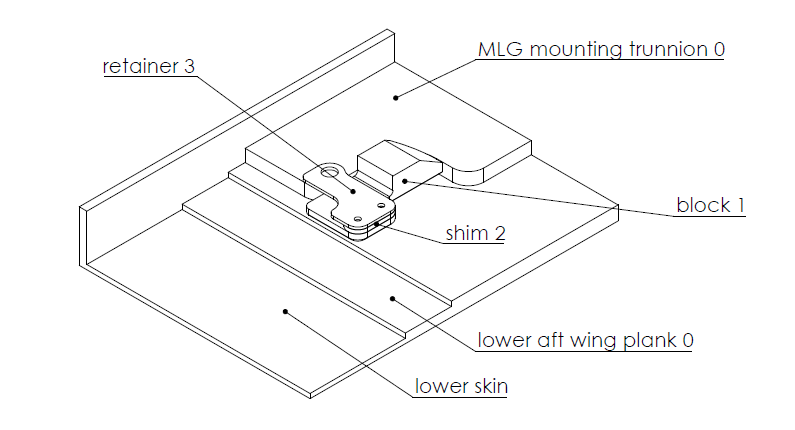 MLG mounting trunnion 0
retainer 3
block 1
shim 2
lower aft wing plank 0
lower skin